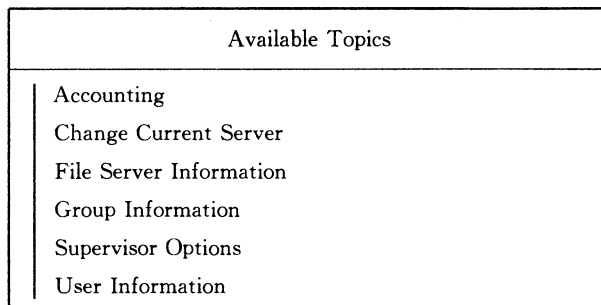 Available Topics
Accounting
Change Current Server
File Server Information
Group Information
Supervisor Options
User Information